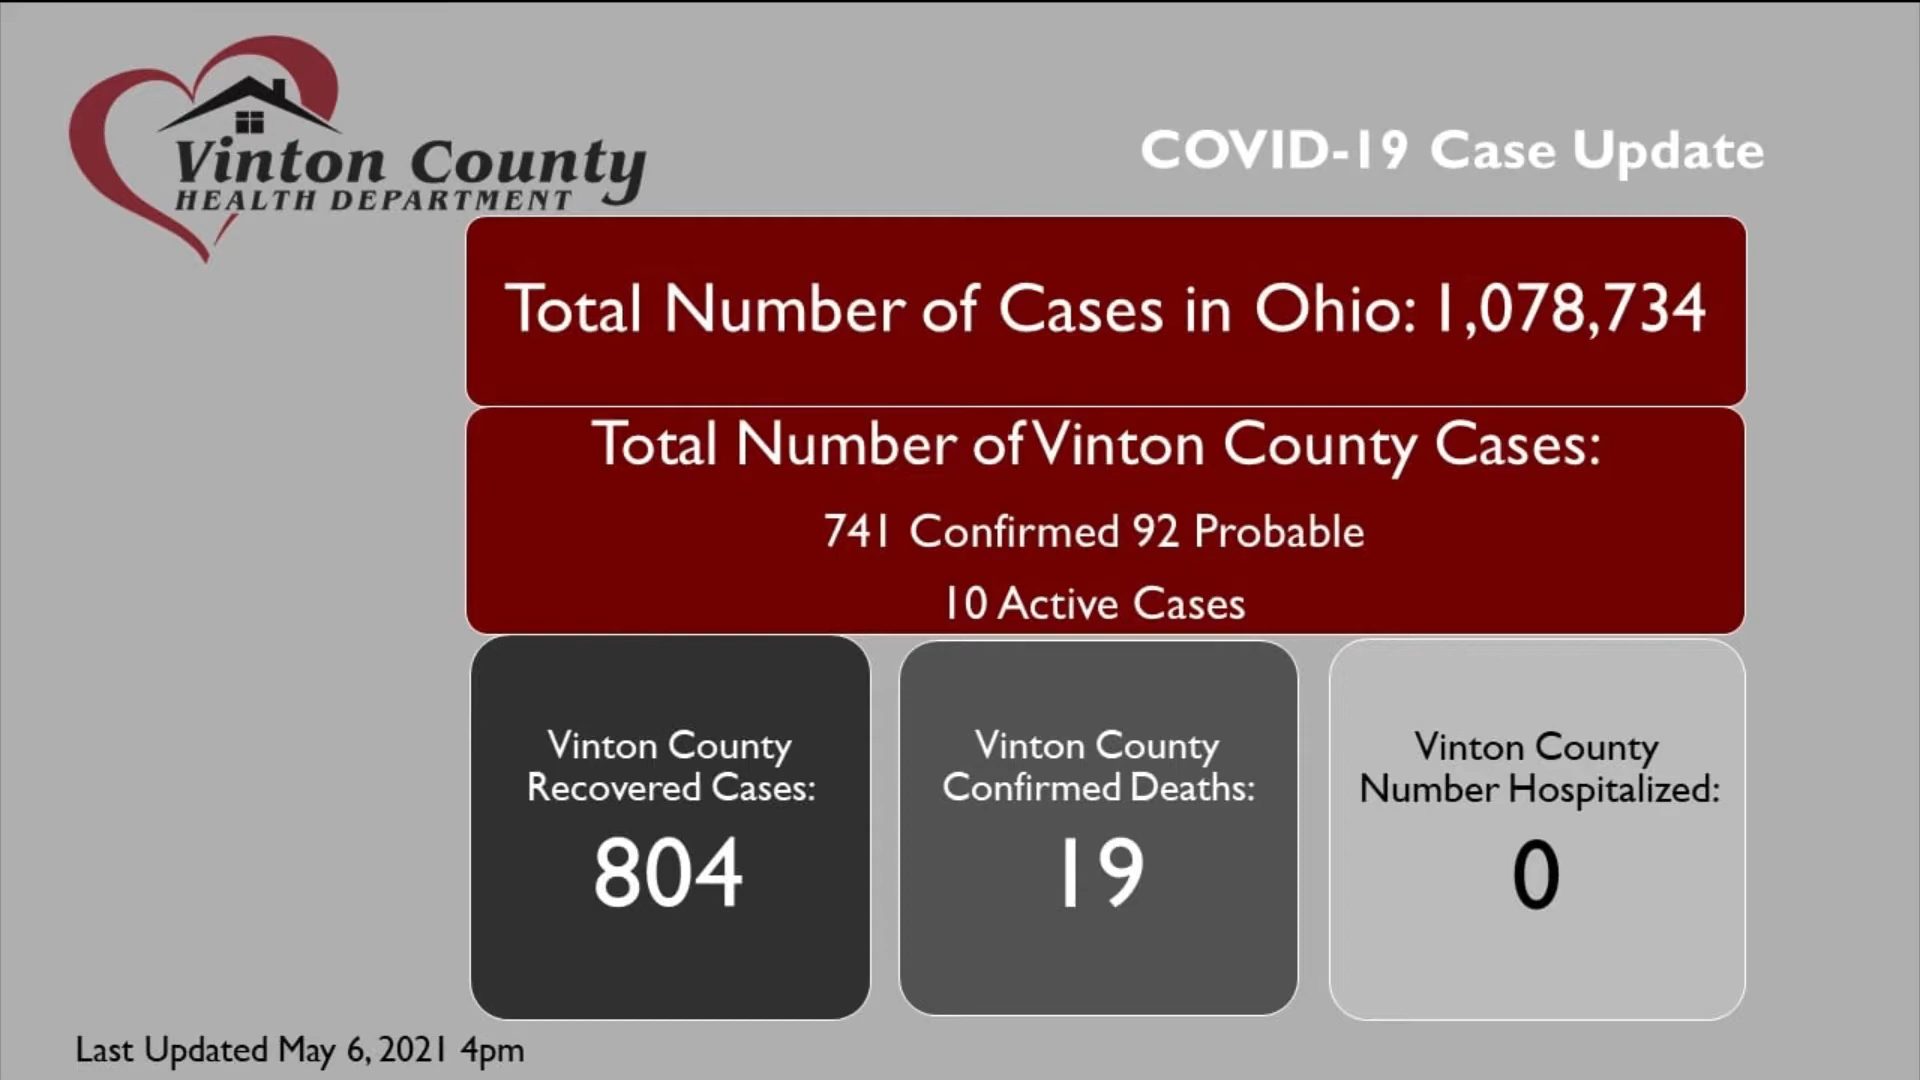 Vinton County
HEALTH DEPARTMENT
COVID-19 Case Update
Total Number of Cases in Ohio: 1,078,734
Total Number of Vinton County Cases:
741 Confirmed 92 Probable
10 Active Cases
Vinton County
Recovered Cases:
804
Vinton County
Confirmed Deaths:
19
Vinton County
Number Hospitalized:
0
Last Updated May 6, 2021 4pm